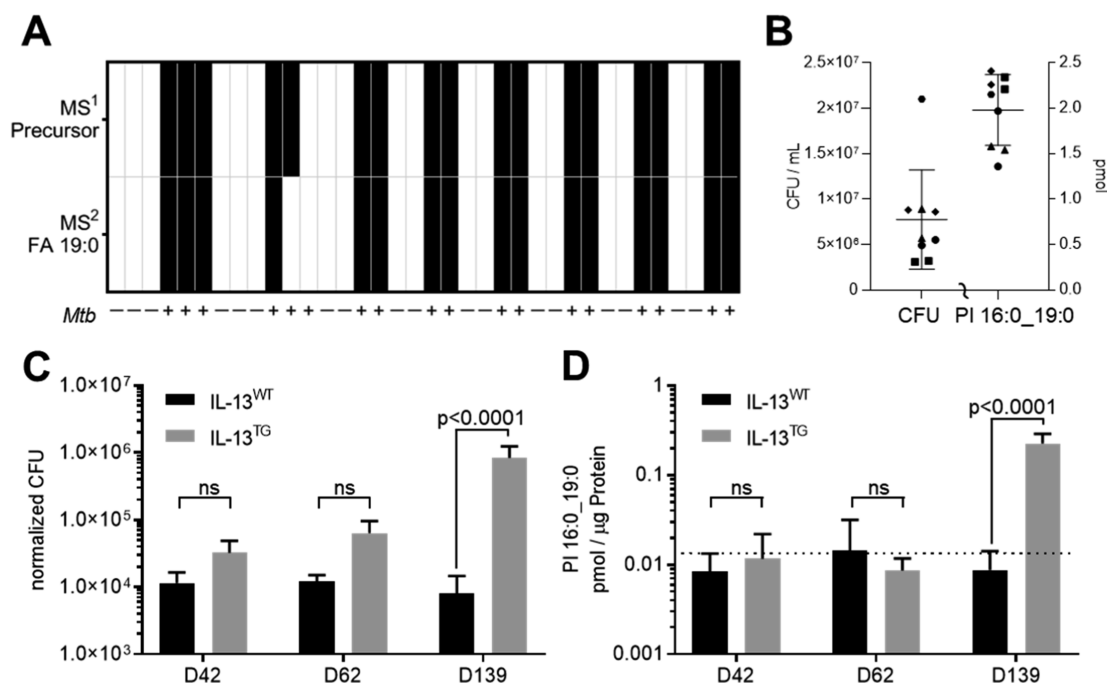 A
MS¹
Precursor
MS²
FA 19:0
Mtb — — — + + + — — — + + + — — + + — — + + — — + + — — + + — — + + — — + +
B
2.5×10⁷
2×10⁷
1.5×10⁷
1×10⁷
5×10⁶
0
CFU / mL
2.5
2.0
1.5
1.0
0.5
0.0
pmol
CFU
PI 16:0_19:0
C
1.0×10⁷
1.0×10⁶
1.0×10⁵
1.0×10⁴
1.0×10³
normalized CFU
IL-13ᵂᵀ
IL-13ᵀᴳ
ns
ns
p<0.0001
D42
D62
D139
D
1
0.1
0.01
0.001
PI 16:0_19:0
pmol / µg Protein
IL-13ᵂᵀ
IL-13ᵀᴳ
ns
ns
p<0.0001
D42
D62
D139